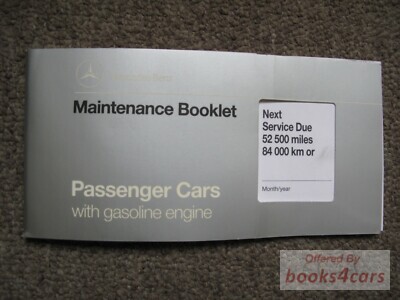 Maintenance Booklet
Next
Service Due
52 500 miles
84 000 km or
Month/year
Passenger Cars
with gasoline engine
Offered By
books4cars